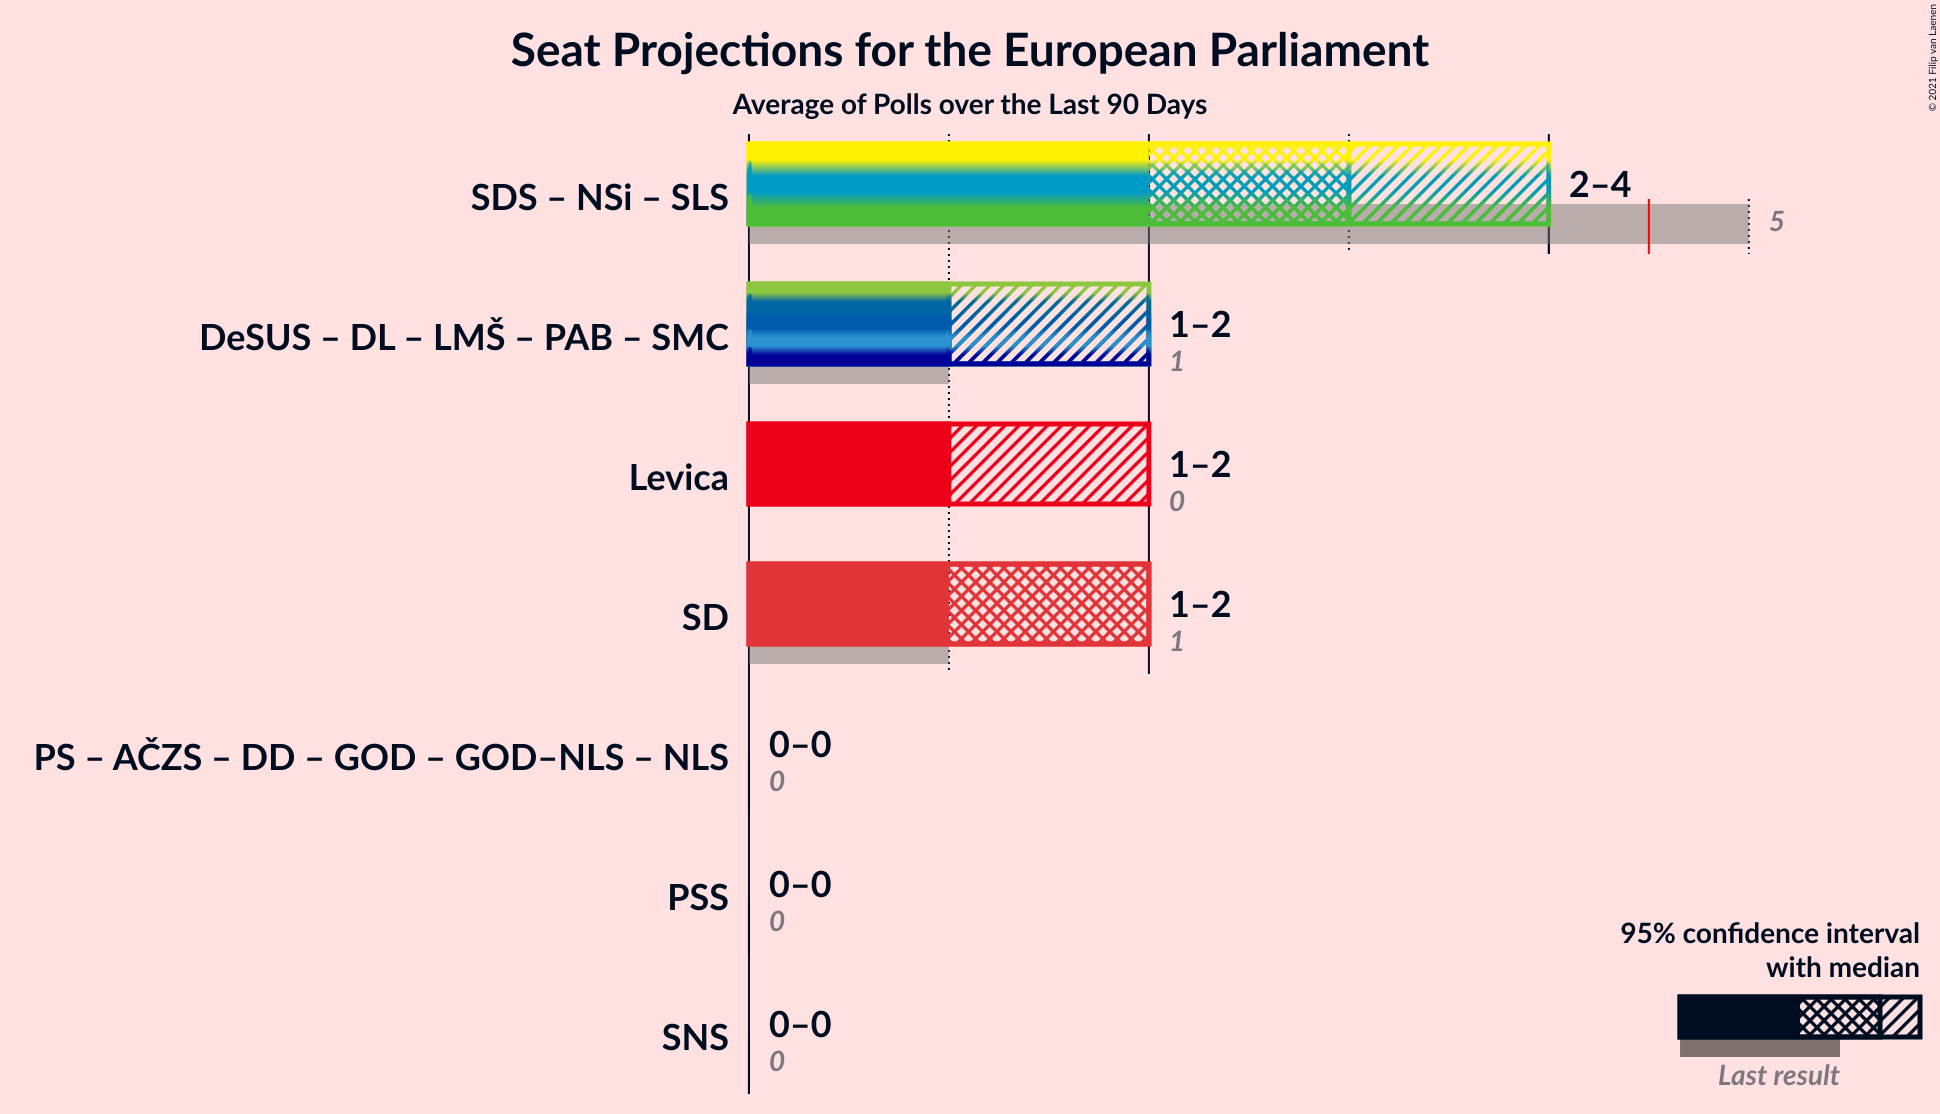 Seat Projections for the European Parliament
Average of Polls over the Last 90 Days
© 2021 Filip van Laenen
SDS – NSi – SLS
2–4
5
DeSUS – DL – LMŠ – PAB – SMC
1–2
1
Levica
1–2
0
SD
1–2
1
PS – AČZS – DD – GOD – GOD–NLS – NLS
0–0
0
PSS
0–0
0
SNS
0–0
0
95% confidence interval
with median
Last result